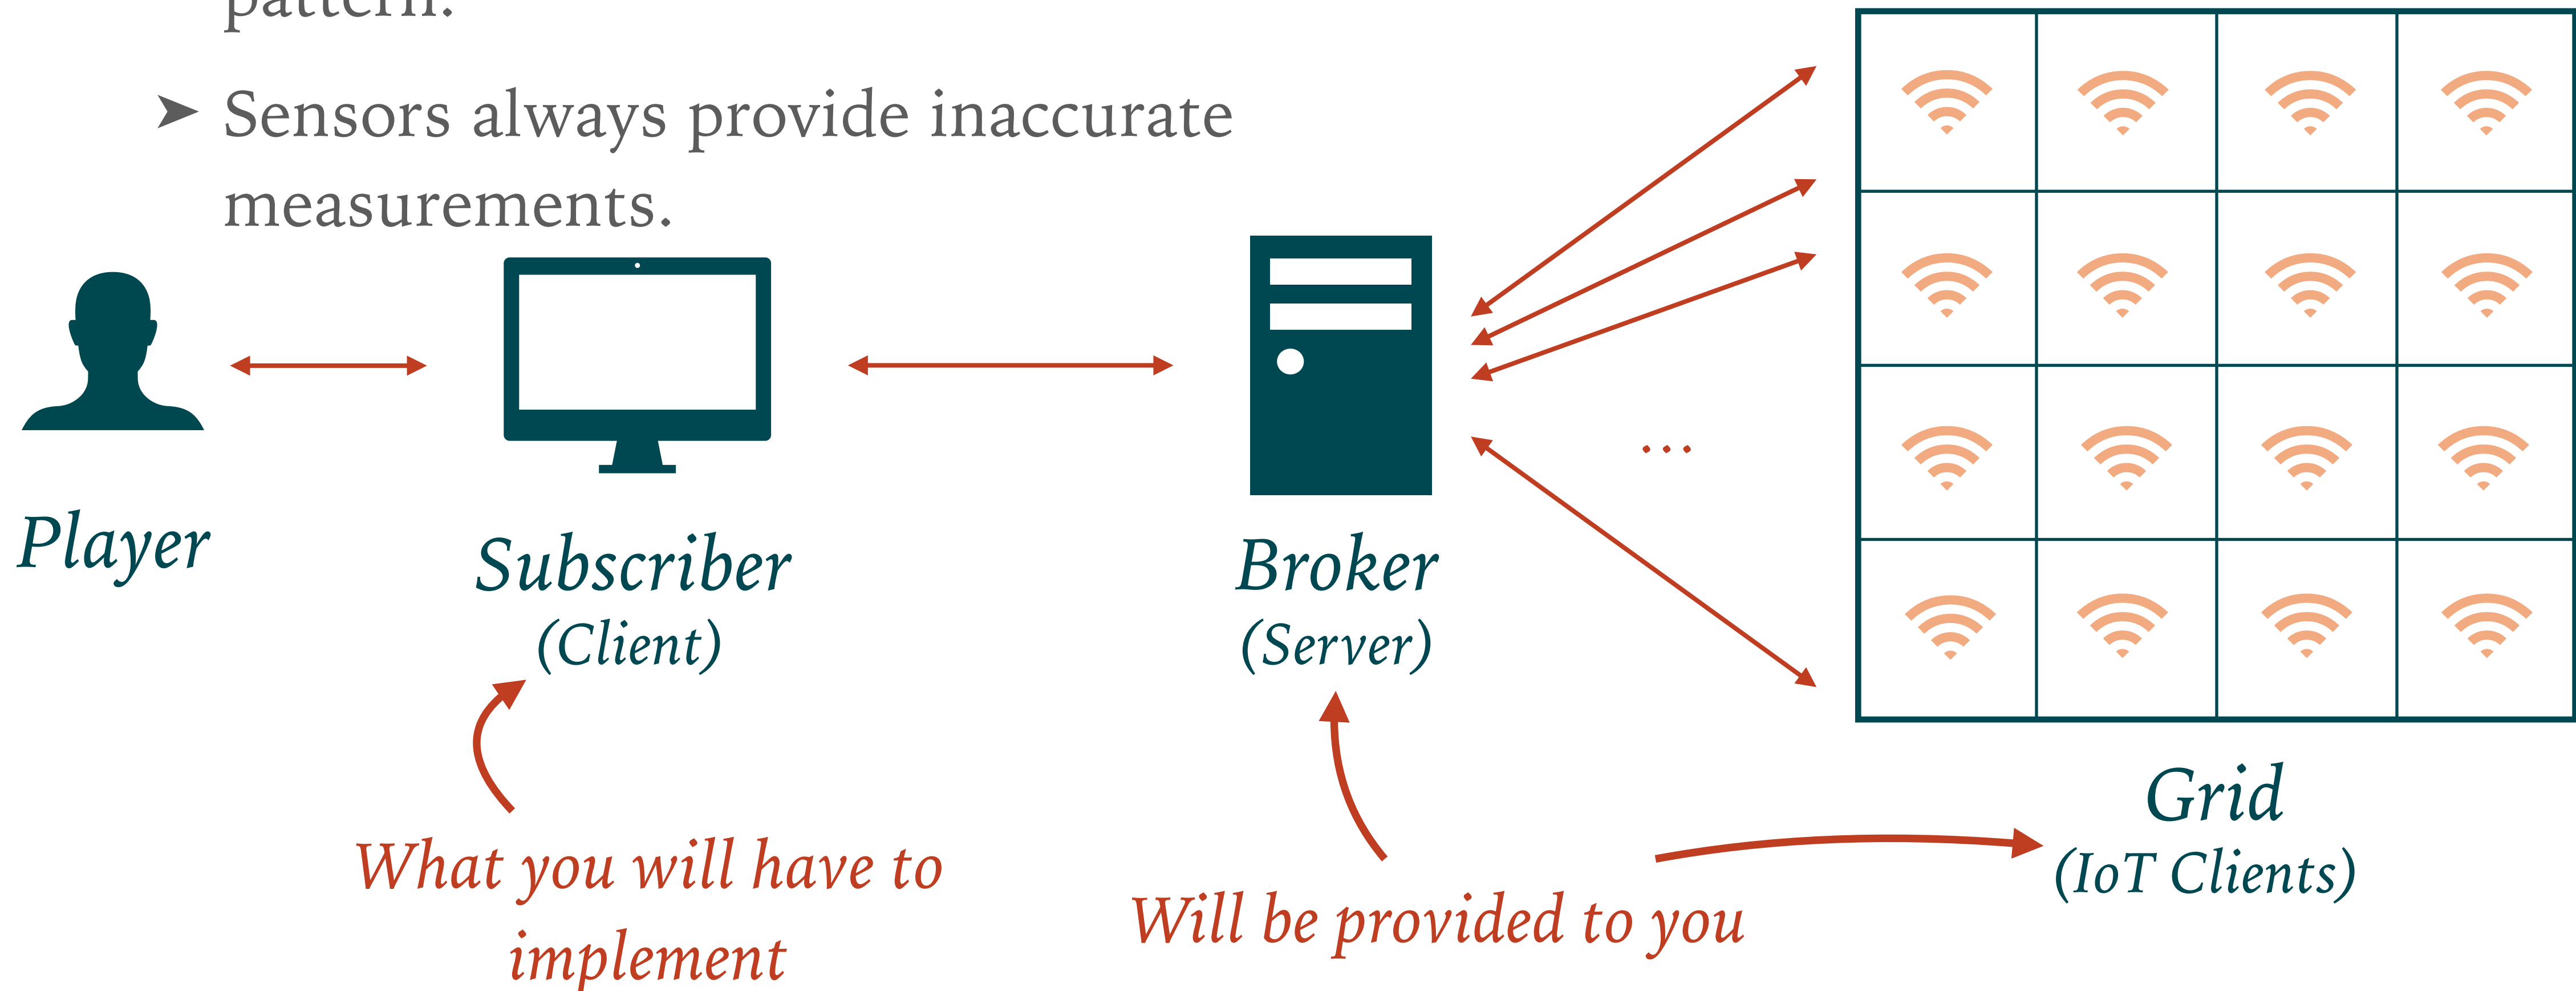 pattern.
➤ Sensors always provide inaccurate
measurements.
Player
Subscriber
(Client)
Broker
(Server)
...
Grid
(IoT Clients)
What you will have to
implement
Will be provided to you